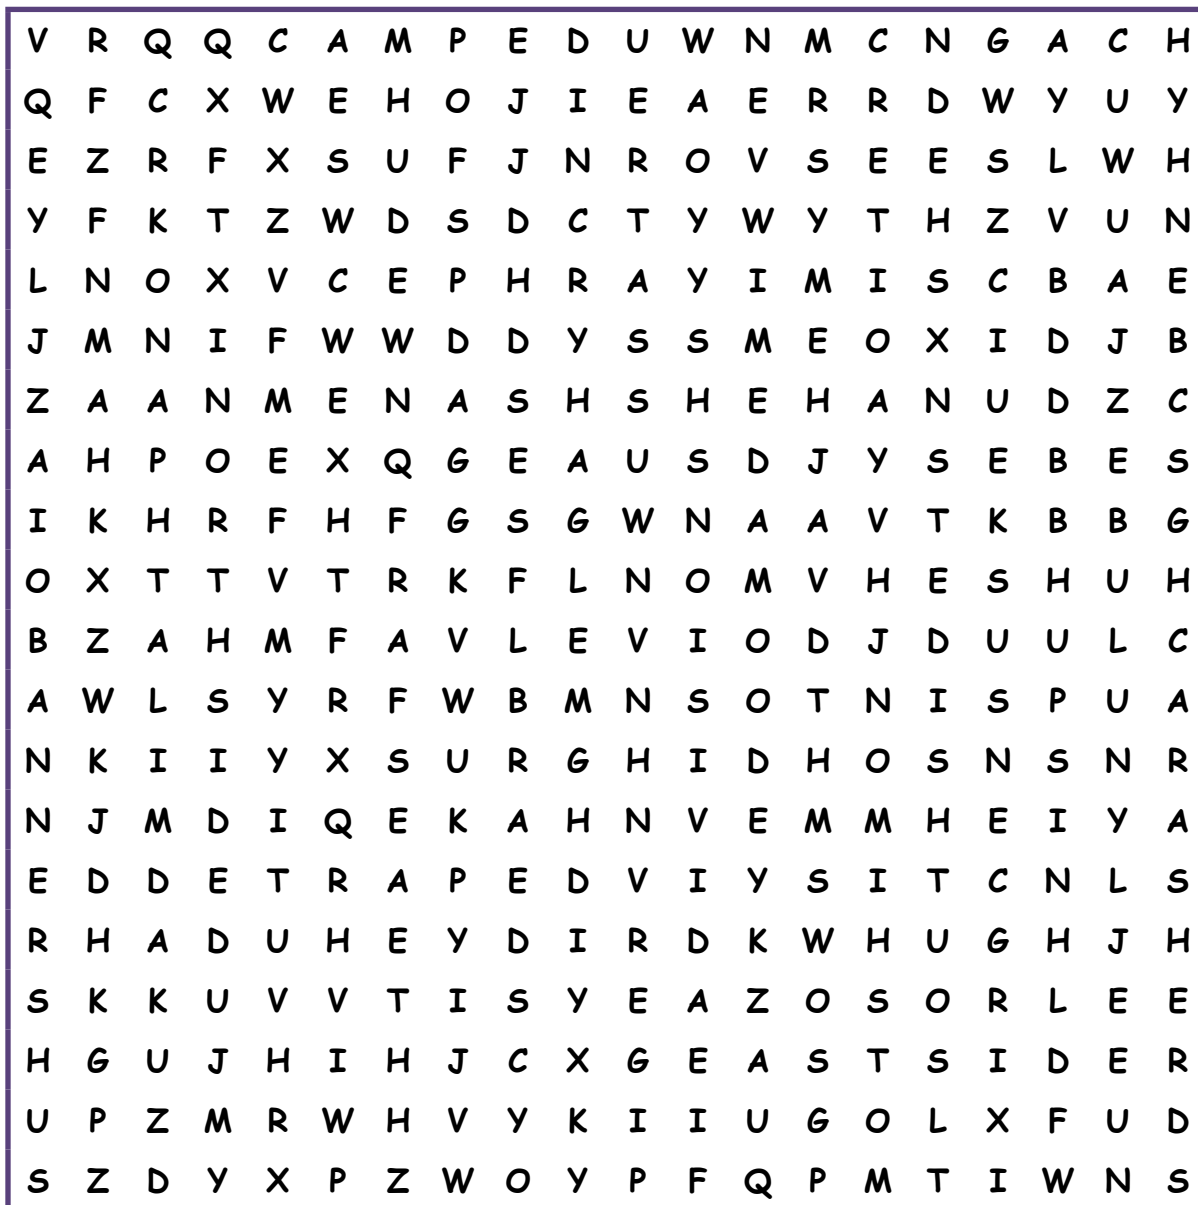 V R Q Q C A M P E D U W N M C N G A C H
Q F C X W E H O J I E A E R R D W Y U Y
E Z R F X S U F J N R O V S E E S L W H
Y F K T Z W D S D C T Y W Y T H Z V U N
L N O X V C E P H R A Y I M I S C B A E
J M N I F W W D D Y S S M E O X I D J B
Z A A N M E N A S H S H E H A N U D Z C
A H P O E X Q G E A U S D J Y S E B E S
I K H R F H F G S G W N A A V T K B B G
O X T T V T R K F L N O M V H E S H U H
B Z A H M F A V L E V I O D J D U U L C
A W L S Y R F W B M N S O T N I S P U A
N K I I Y X S U R G H I D H O S N S N R
N J M D I Q E K A H N V E M M H E I Y A
E D D E T R A P E D V I Y S I T C N L S
R H A D U H E Y D I R D K W H U G H J H
S K K U V V T I S Y E A Z O S O R L E E
H G U J H I H J C X G E A S T S I D E R
U P Z M R W H V Y K I I U G O L X F U D
S Z D Y X P Z W O Y P F Q P M T I W N S